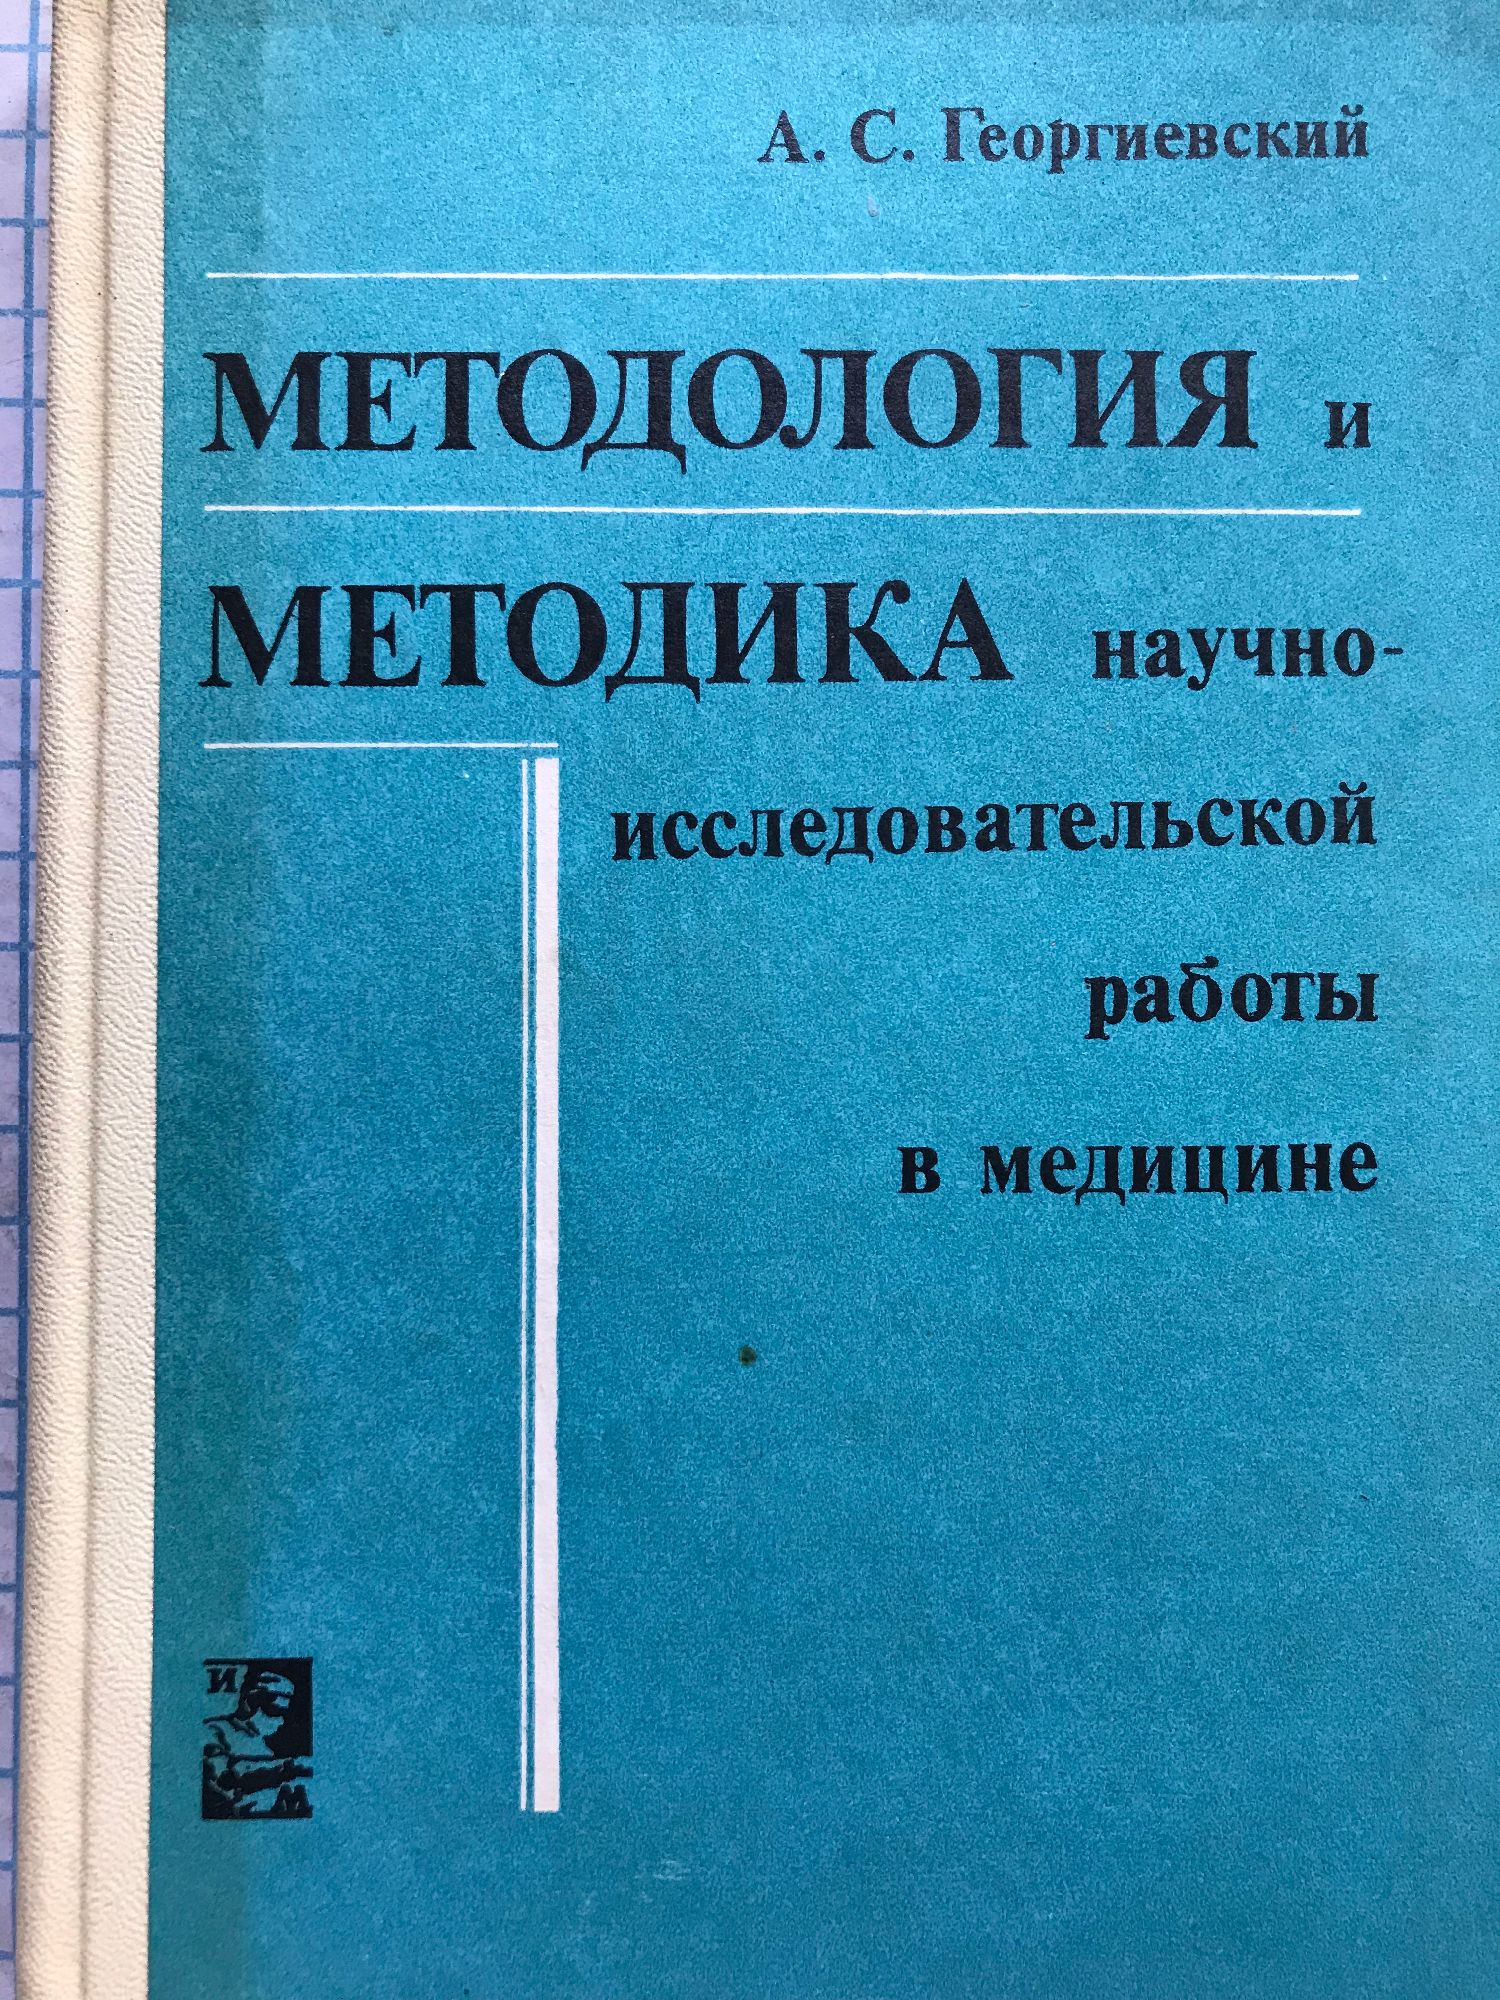 А. С. Георгиевский
МЕТОДОЛОГИЯ и
МЕТОДИКА научно-
исследовательской
работы
в медицине
И
М